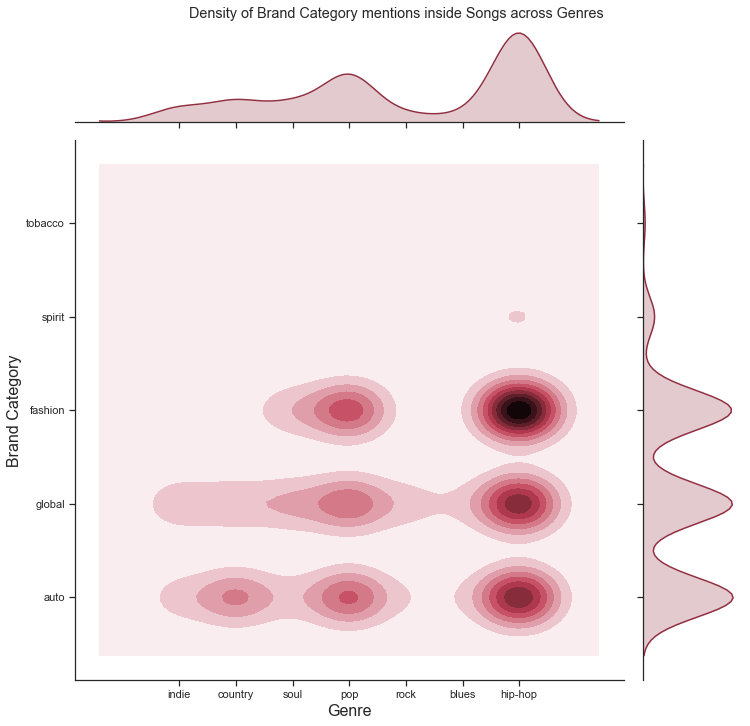 Density of Brand Category mentions inside Songs across Genres
tobacco
spirit
fashion
global
auto
Brand Category
indie country soul pop rock blues hip-hop
Genre